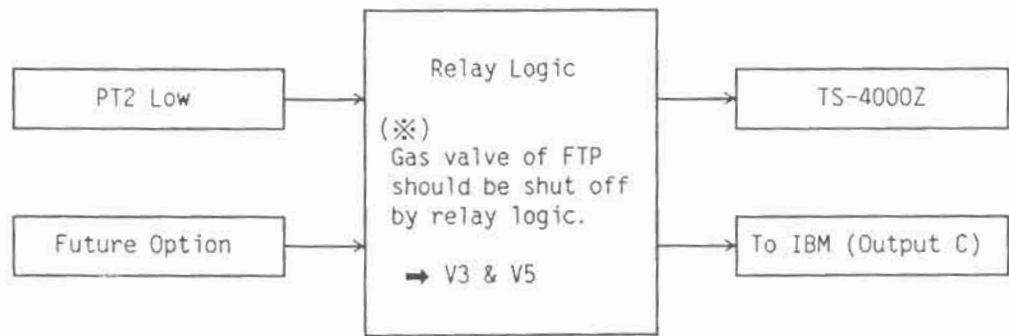 PT2 Low
Future Option
Relay Logic
(※)
Gas valve of FTP
should be shut off
by relay logic.
➡ V3 & V5
TS-4000Z
To IBM (Output C)